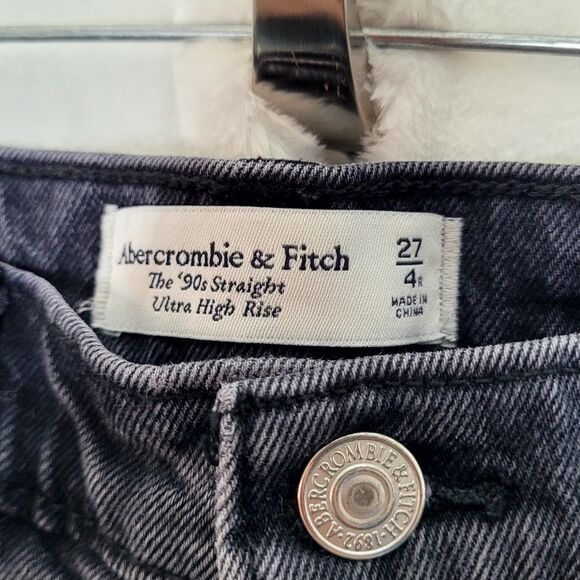 Abercrombie & Fitch
The '90s Straight
Ultra High Rise
27
4R
MADE IN
CHINA
ABERCROMBIE & FITCH · 1892 ·